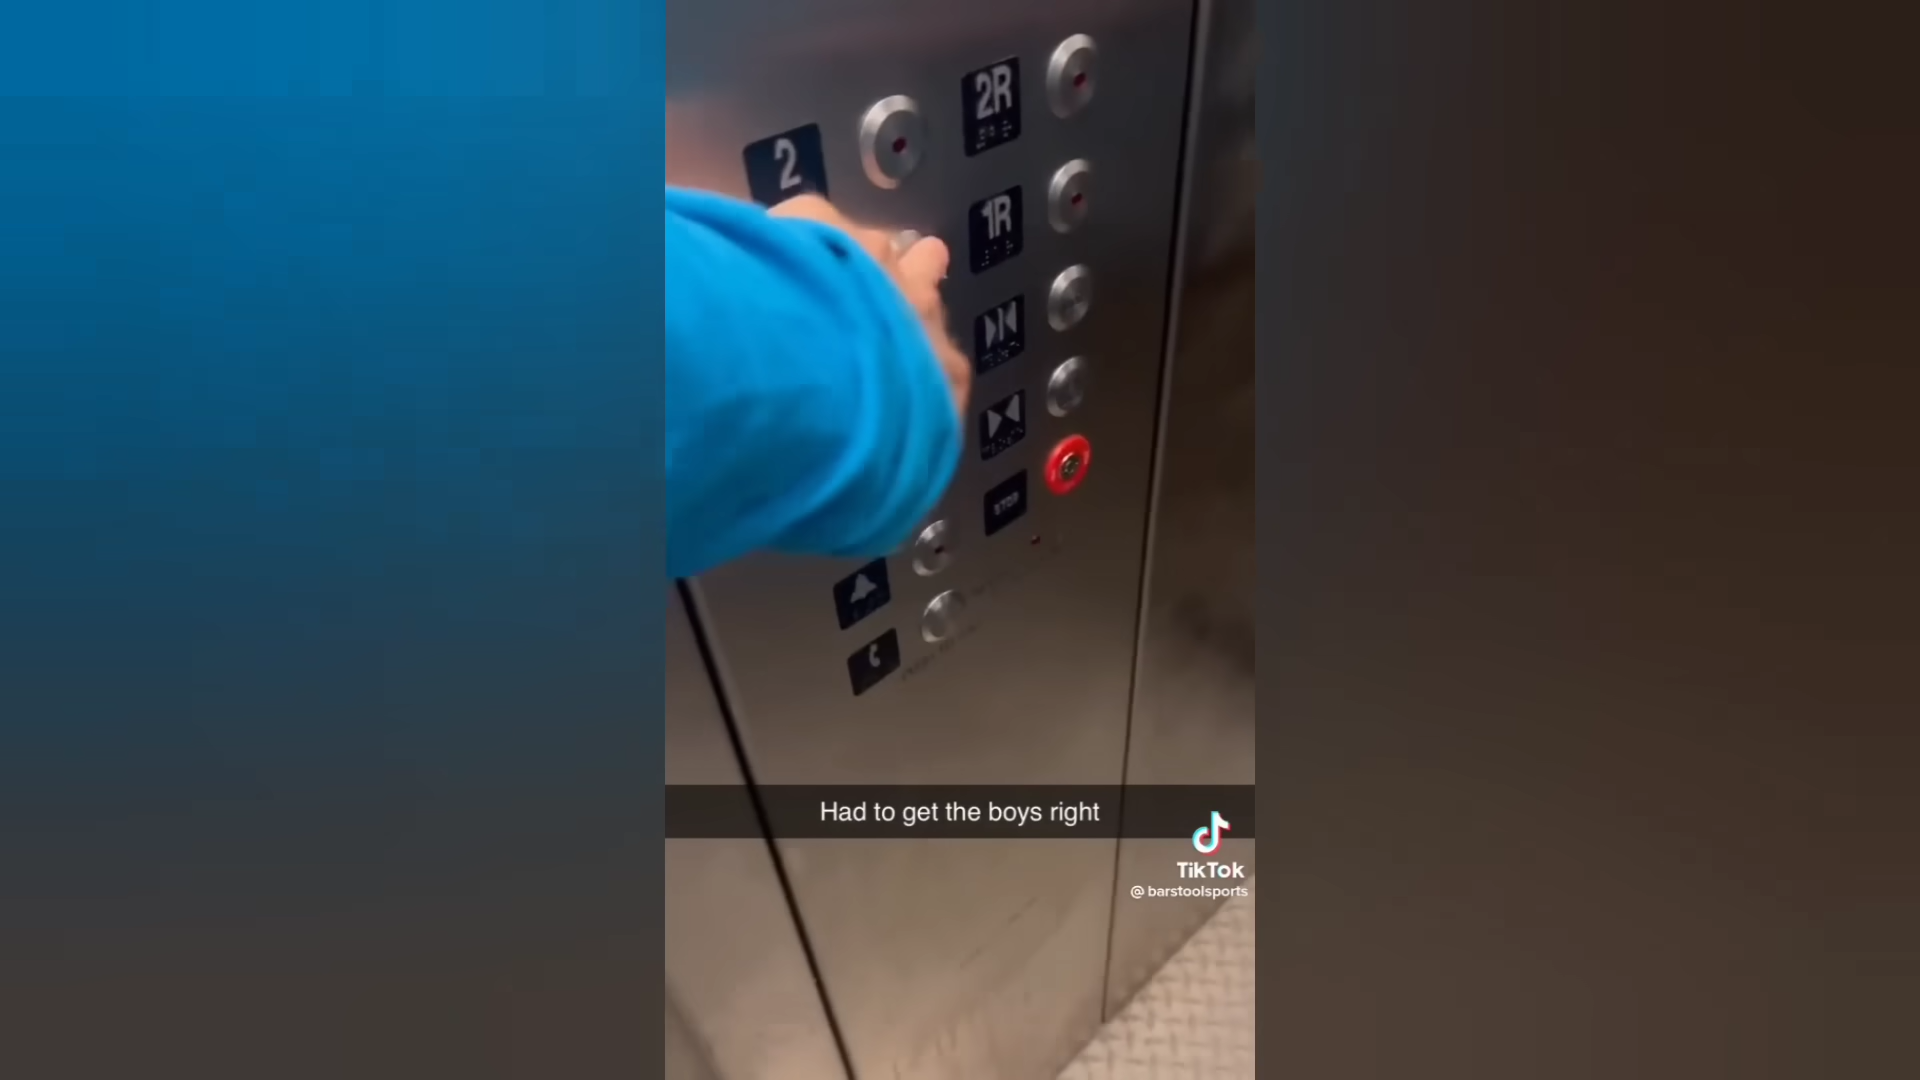 2
2R
1R
STOP
Had to get the boys right
TikTok
@ barstoolsports